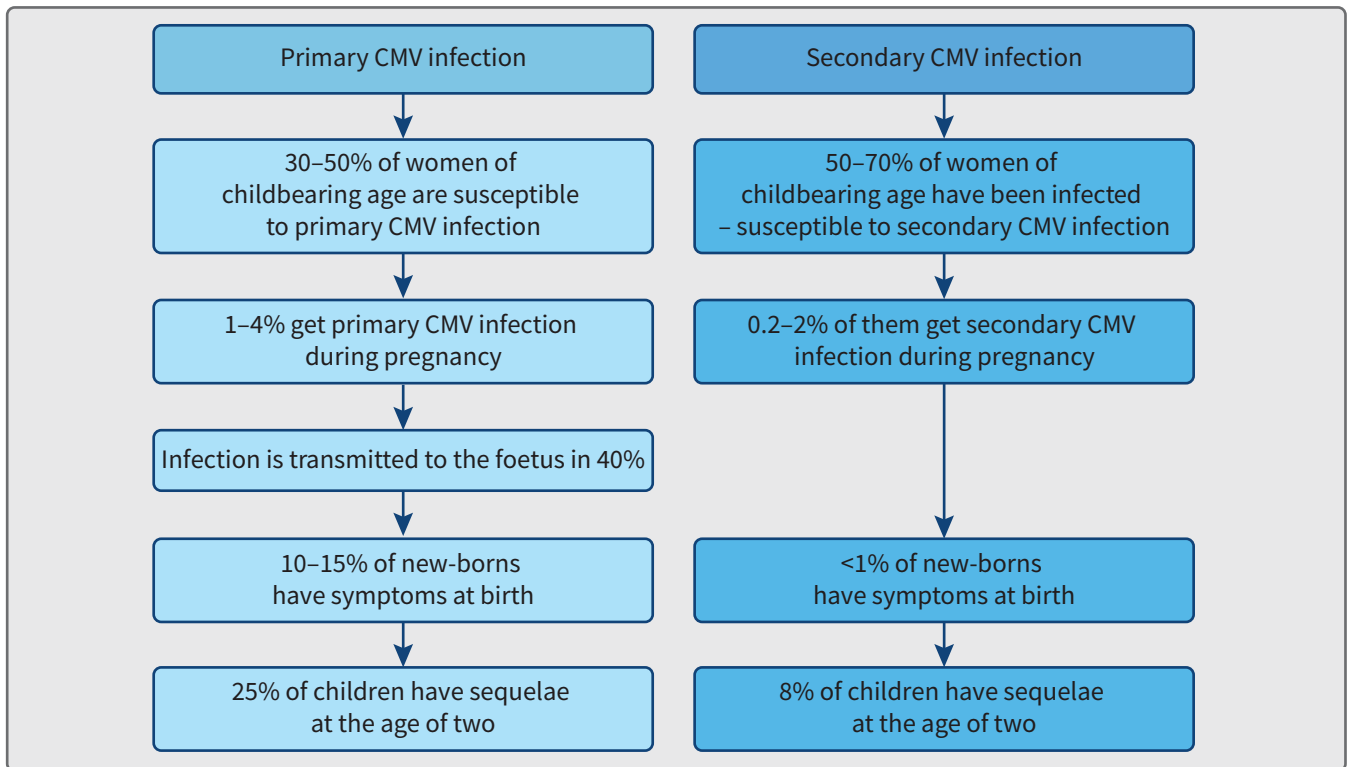 Primary CMV infection
30–50% of women of
childbearing age are susceptible
to primary CMV infection
1–4% get primary CMV infection
during pregnancy
Infection is transmitted to the foetus in 40%
10–15% of new-borns
have symptoms at birth
25% of children have sequelae
at the age of two
Secondary CMV infection
50–70% of women of
childbearing age have been infected
– susceptible to secondary CMV infection
0.2–2% of them get secondary CMV
infection during pregnancy
<1% of new-borns
have symptoms at birth
8% of children have sequelae
at the age of two